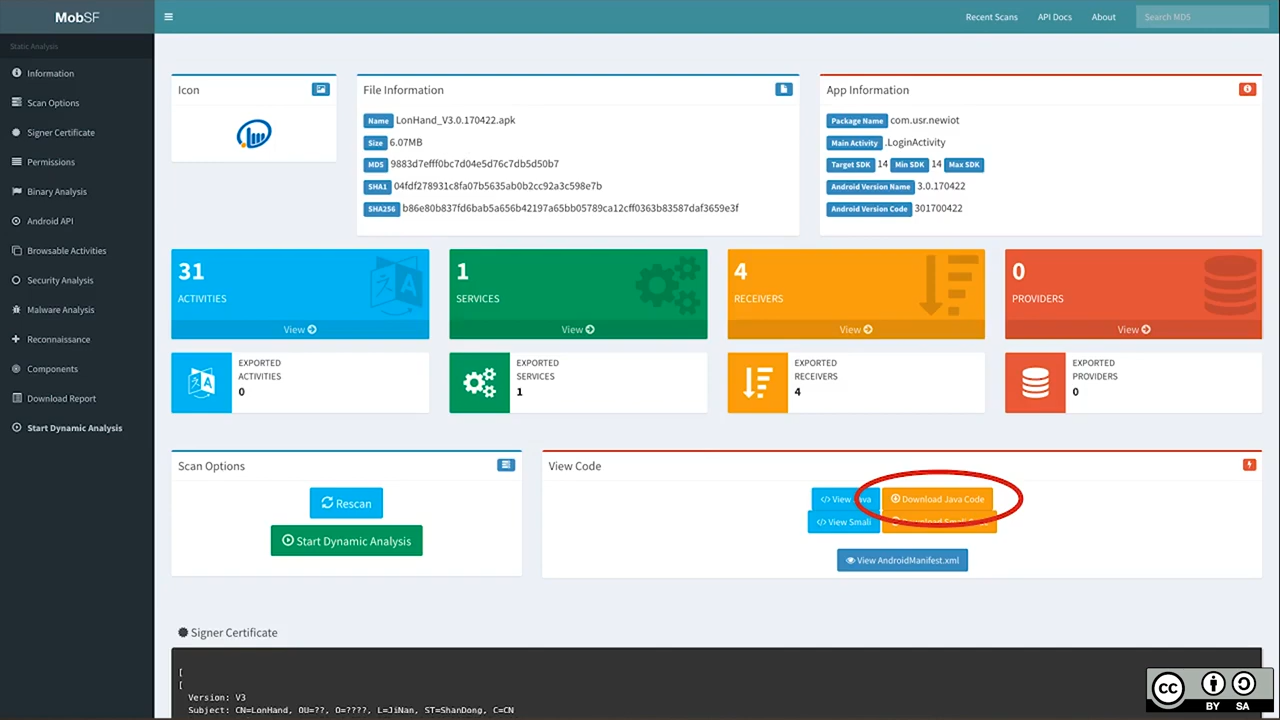 MobSF
Recent Scans
API Docs
About
Search MD5
Static Analysis
Information
Scan Options
Signer Certificate
Permissions
Binary Analysis
Android API
Browsable Activities
Security Analysis
Malware Analysis
Reconnaissance
Components
Download Report
Start Dynamic Analysis
Icon
File Information
Name LonHand_V3.0.170422.apk
Size 6.07MB
MD5 9883d7efff0bc7d04e5d76c7db5d50b7
SHA1 04fdf278931c8fa07b5635ab0b2cc92a3c598e7b
SHA256 b86e80b837fd6bab5a656b42197a65bb05789ca12cff0363b83587daf3659e3f
App Information
Package Name com.usr.newiot
Main Activity .LoginActivity
Target SDK 14 Min SDK 14 Max SDK
Android Version Name 3.0.170422
Android Version Code 301700422
31
ACTIVITIES
View
1
SERVICES
View
4
RECEIVERS
View
0
PROVIDERS
View
EXPORTED
ACTIVITIES
0
EXPORTED
SERVICES
1
EXPORTED
RECEIVERS
4
EXPORTED
PROVIDERS
0
Scan Options
Rescan
Start Dynamic Analysis
View Code
</> View Java
Download Java Code
</> View Smali
View AndroidManifest.xml
Signer Certificate
[
[
Version: V3
Subject: CN=LonHand, OU=??, O=????, L=JiNan, ST=ShanDong, C=CN
CC
BY SA